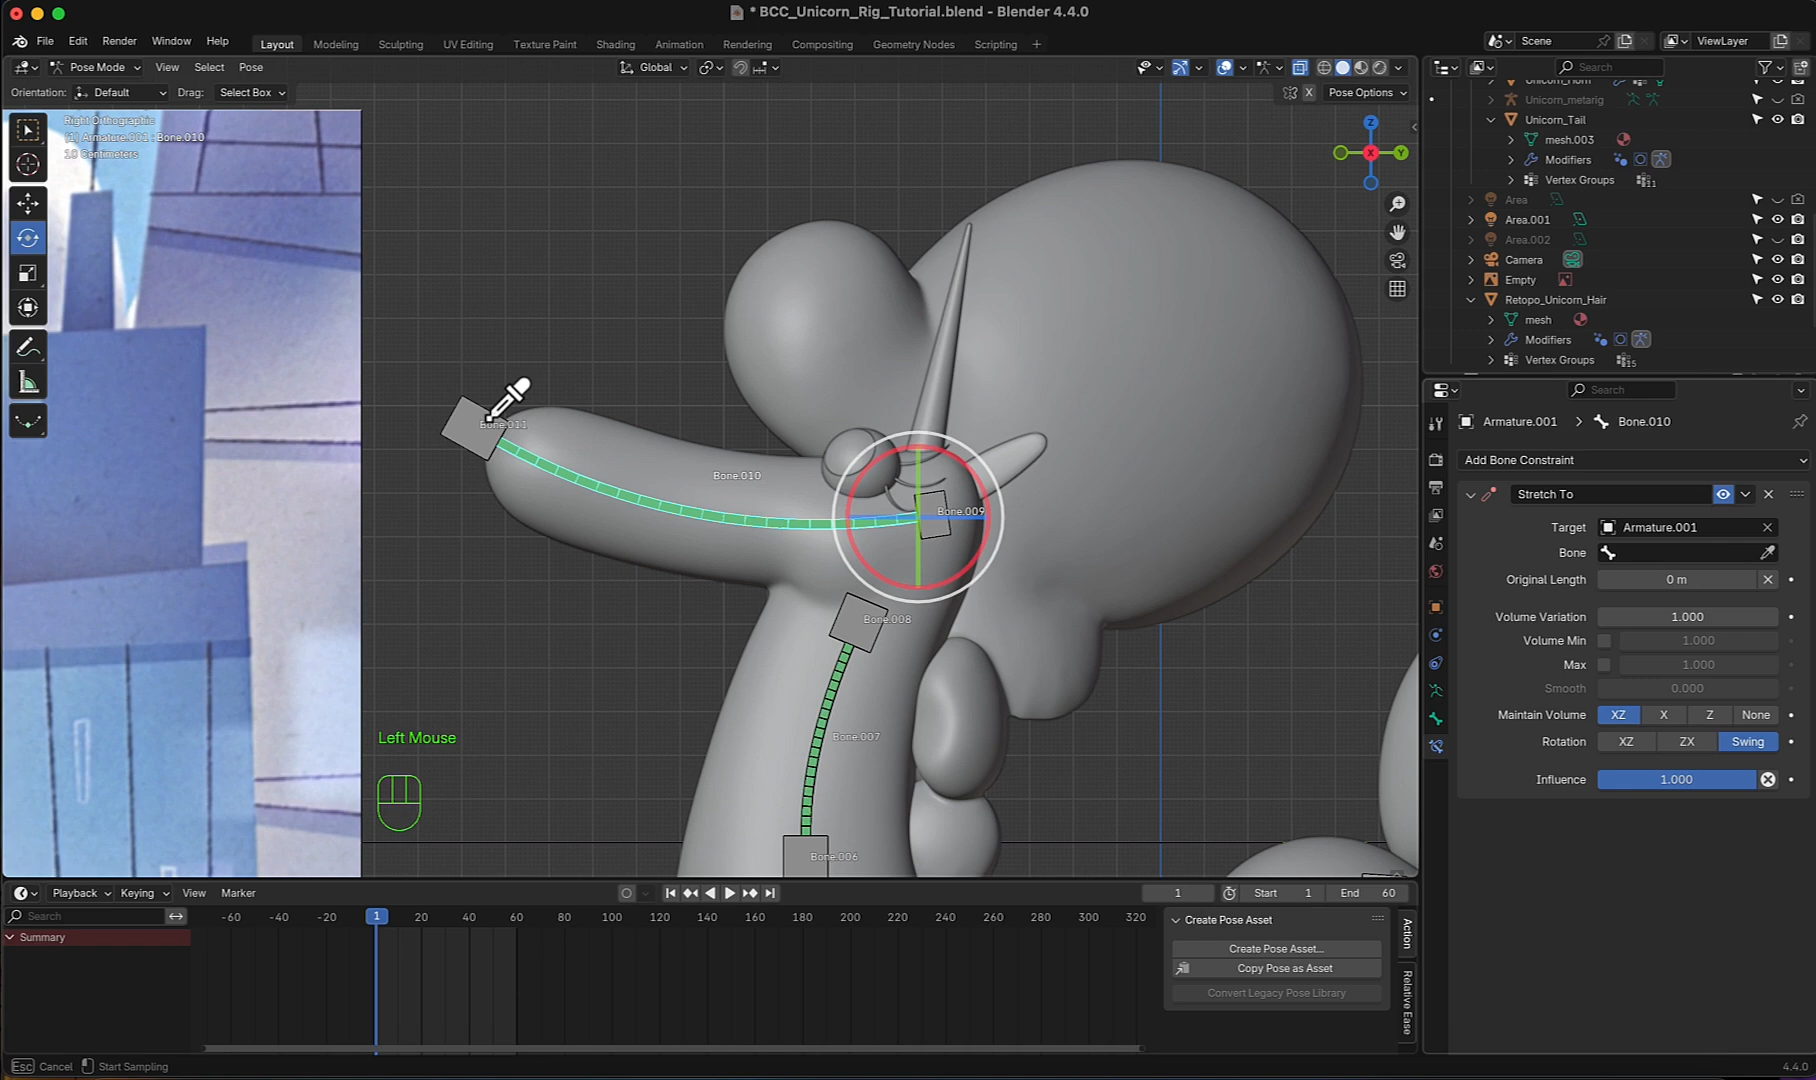 * BCC_Unicorn_Rig_Tutorial.blend - Blender 4.4.0
File Edit Render Window Help Layout Modeling Sculpting UV Editing Texture Paint Shading Animation Rendering Compositing Geometry Nodes Scripting + Scene ViewLayer
Pose Mode View Select Pose Global Search
Orientation: Default Drag: Select Box X Pose Options
Right Orthographic
(1) Armature.001 : Bone.010
10 Centimeters
Z
X
Y
Bone.011
Bone.010
Bone.009
Bone.008
Bone.007
Bone.006
Left Mouse
Unicorn_Horn
Unicorn_metarig
Unicorn_Tail
mesh.003
Modifiers
Vertex Groups 11
Area
Area.001
Area.002
Camera
Empty
Retopo_Unicorn_Hair
mesh
Modifiers
Vertex Groups 15
Search
Armature.001 > Bone.010
Add Bone Constraint
Stretch To
Target Armature.001
Bone
Original Length 0 m
Volume Variation 1.000
Volume Min 1.000
Max 1.000
Smooth 0.000
Maintain Volume XZ X Z None
Rotation XZ ZX Swing
Influence 1.000
Playback Keying View Marker 1 Start 1 End 60
Search -60 -40 -20 1 20 40 60 80 100 120 140 160 180 200 220 240 260 280 300 320
Summary
Create Pose Asset
Create Pose Asset...
Copy Pose as Asset
Convert Legacy Pose Library
Action
Relative Ease
Esc Cancel Start Sampling 4.4.0